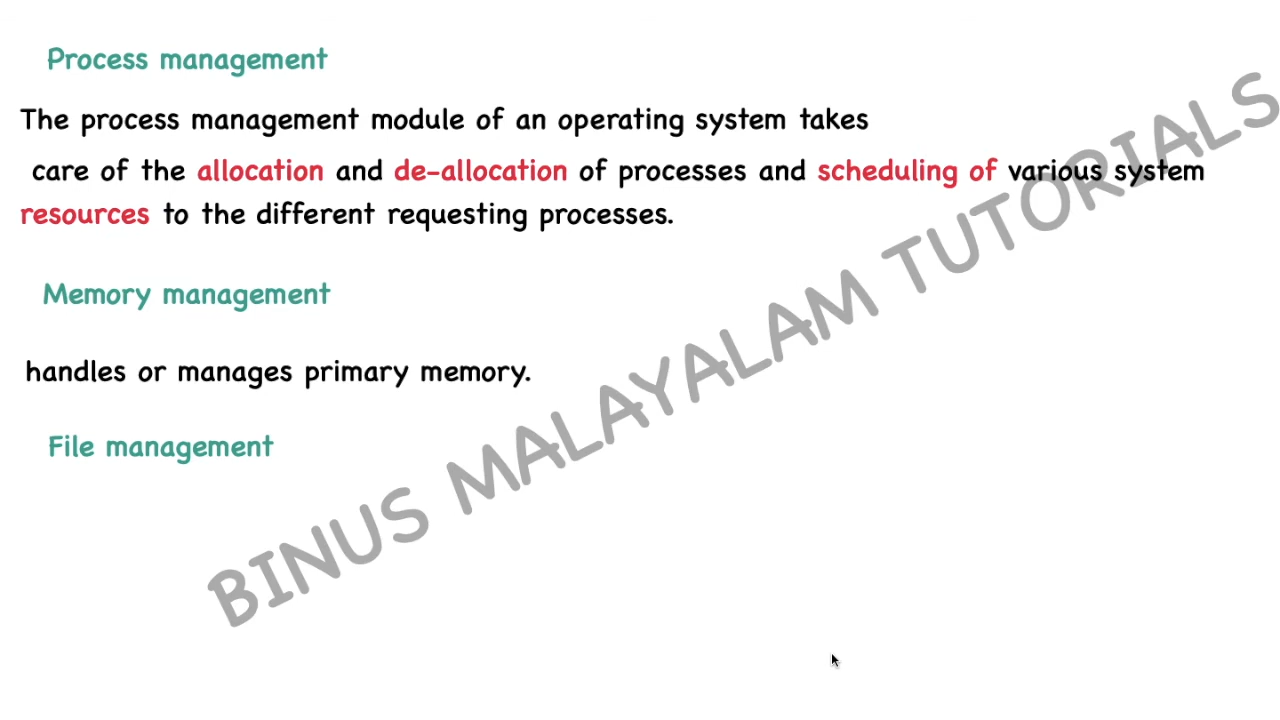 Process management
The process management module of an operating system takes
care of the allocation and de-allocation of processes and scheduling of various system
resources to the different requesting processes.
Memory management
handles or manages primary memory.
File management
BINUS MALAYALAM TUTORIALS